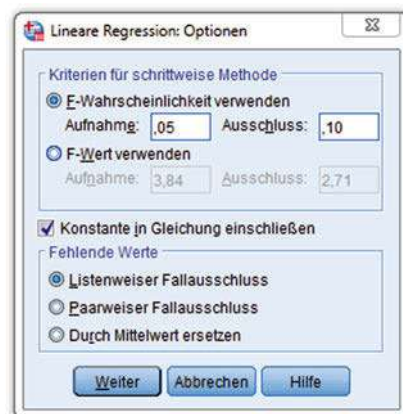 Lineare Regression: Optionen
Kriterien für schrittweise Methode
F-Wahrscheinlichkeit verwenden
Aufnahme: ,05 Ausschluss: ,10
F-Wert verwenden
Aufnahme: 3,84 Ausschluss: 2,71
Konstante in Gleichung einschließen
Fehlende Werte
Listenweiser Fallausschluss
Paarweiser Fallausschluss
Durch Mittelwert ersetzen
Weiter Abbrechen Hilfe